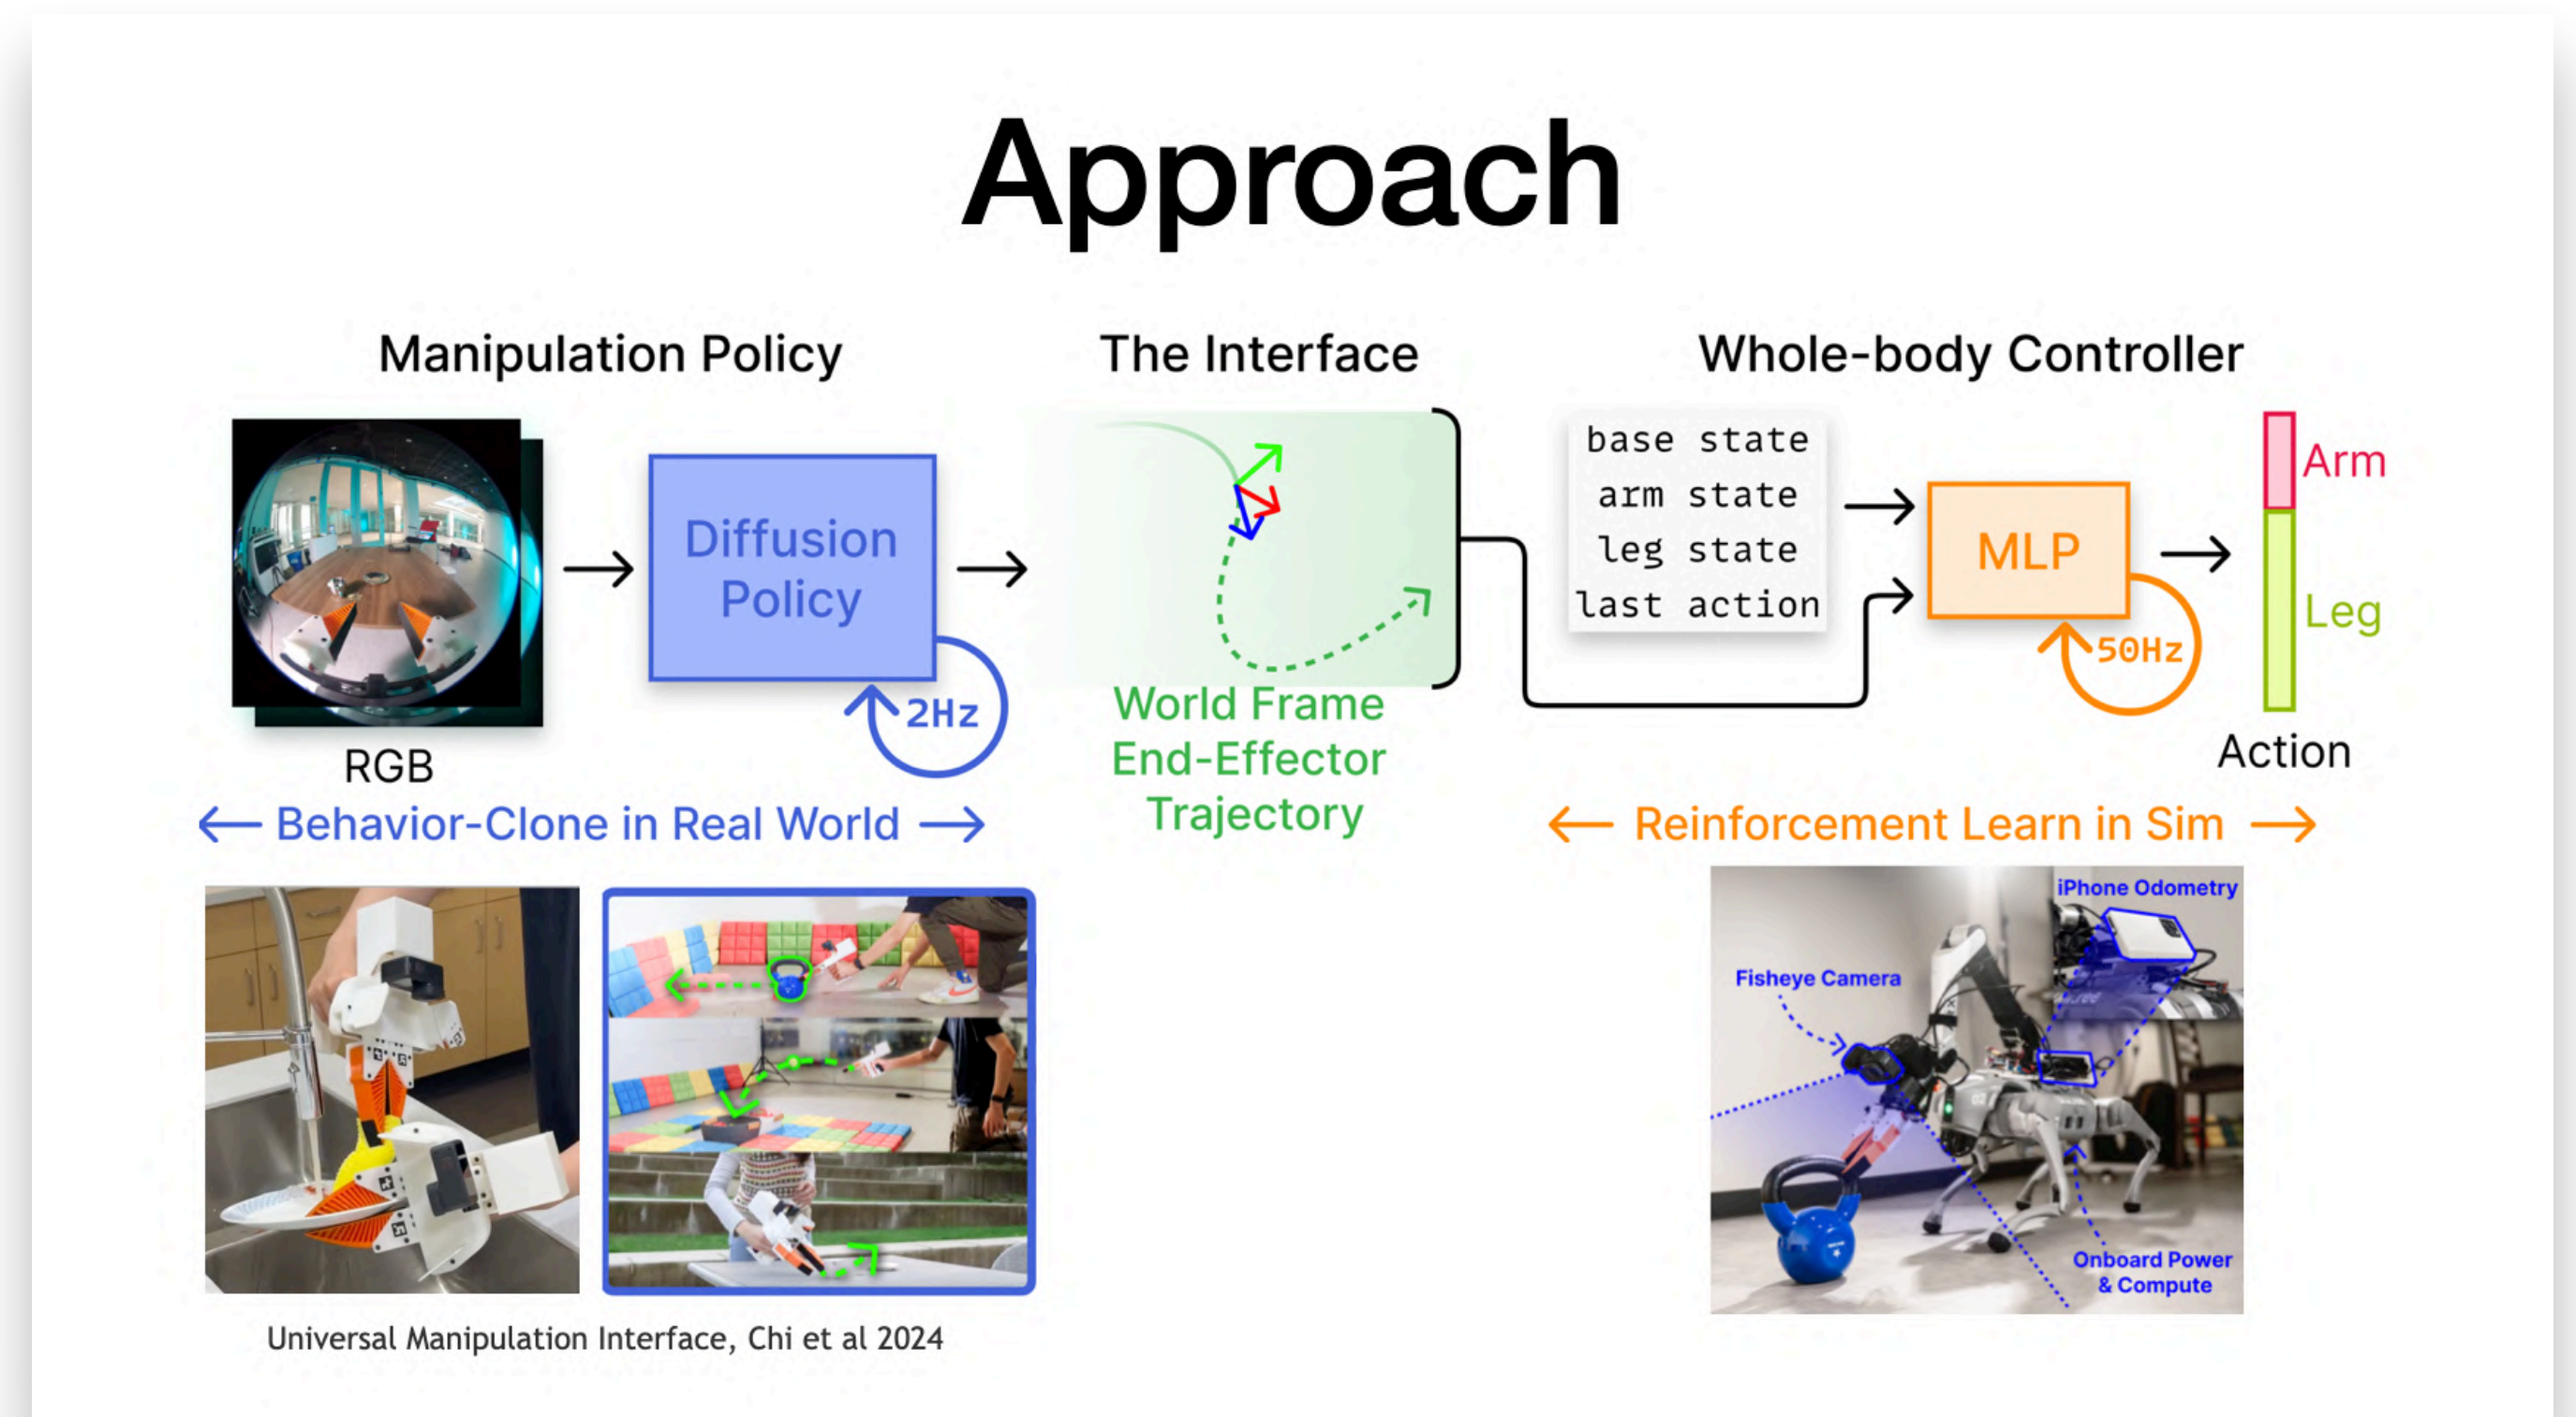 Approach
Manipulation Policy
The Interface
Whole-body Controller
Diffusion
Policy
2Hz
RGB
Behavior-Clone in Real World
World Frame
End-Effector
Trajectory
base state
arm state
leg state
last action
MLP
50Hz
Arm
Leg
Action
Reinforcement Learn in Sim
Universal Manipulation Interface, Chi et al 2024
iPhone Odometry
Fisheye Camera
Onboard Power
& Compute